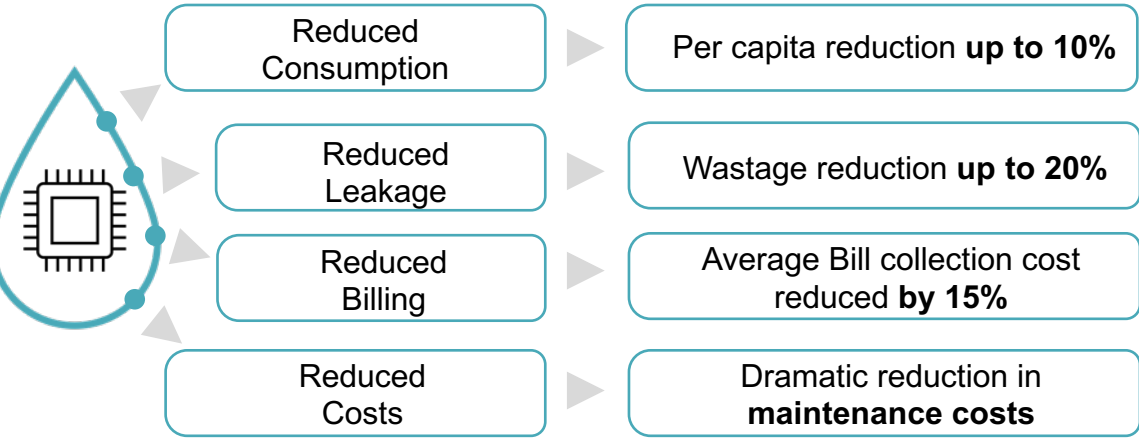 Reduced
Consumption
Per capita reduction up to 10%
Reduced
Leakage
Wastage reduction up to 20%
Reduced
Billing
Average Bill collection cost
reduced by 15%
Reduced
Costs
Dramatic reduction in
maintenance costs